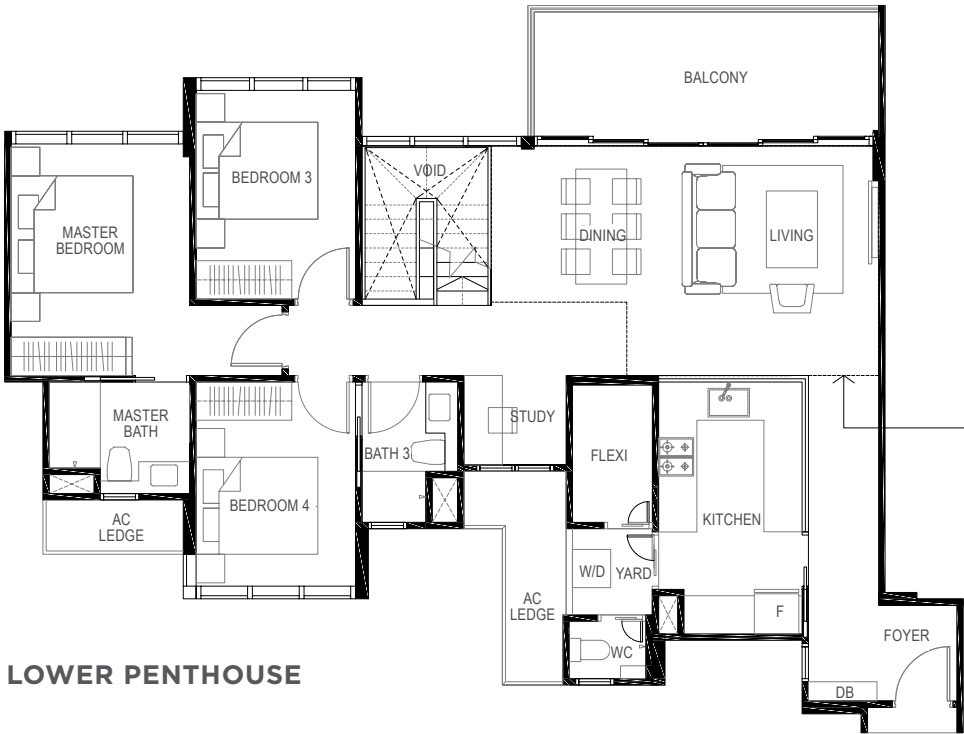 BALCONY
VOID
BEDROOM 3
MASTER
BEDROOM
DINING
LIVING
MASTER
BATH
STUDY
BATH 3
FLEXI
BEDROOM 4
KITCHEN
AC
LEDGE
W/D
YARD
AC
LEDGE
F
FOYER
WC
LOWER PENTHOUSE
DB